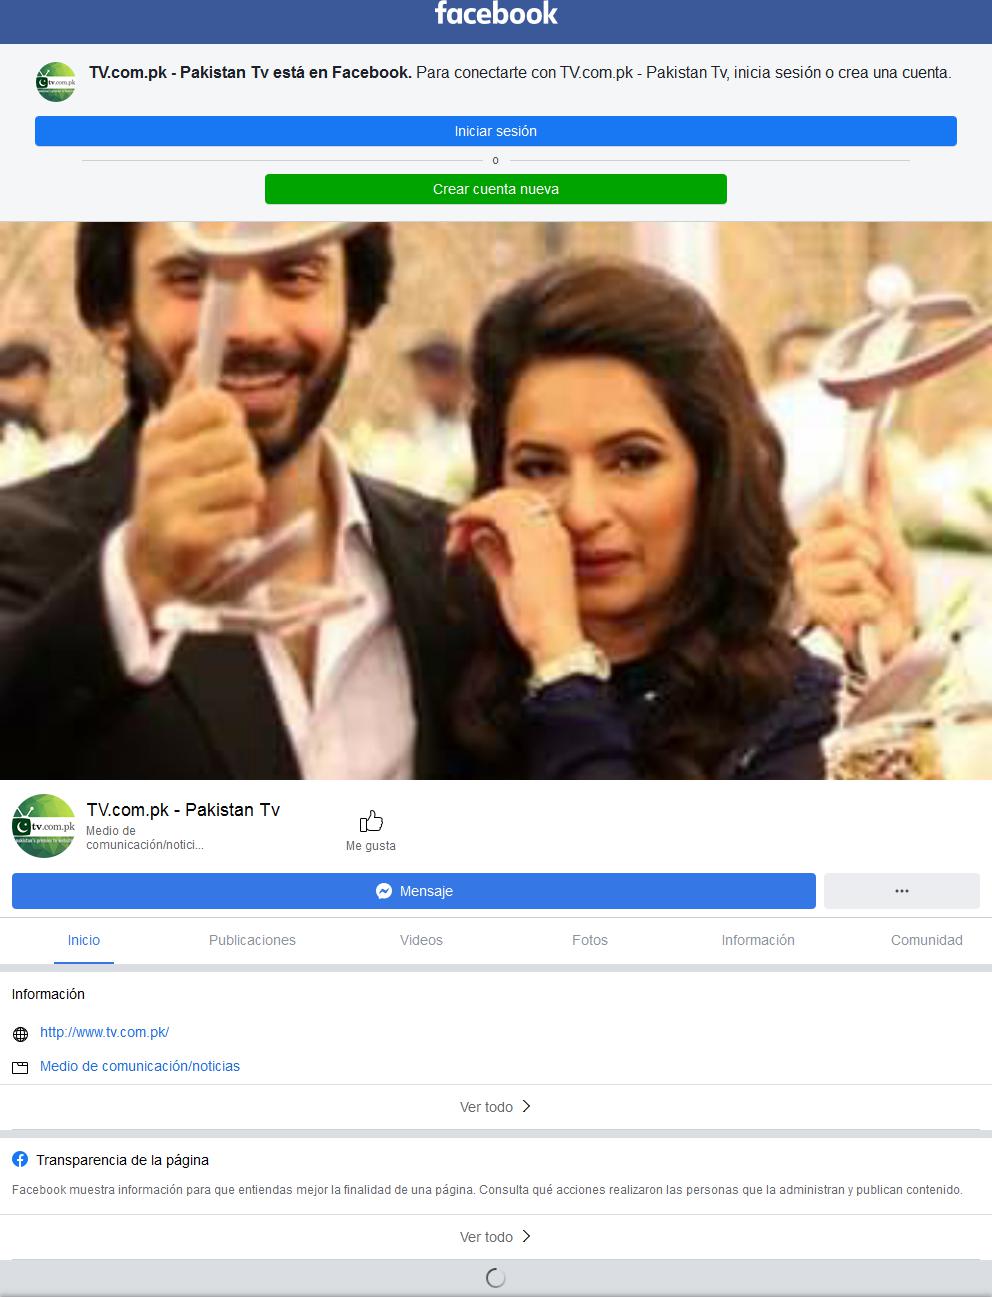 facebook
TV.com.pk - Pakistan Tv está en Facebook. Para conectarte con TV.com.pk - Pakistan Tv, inicia sesión o crea una cuenta.
Iniciar sesión
o
Crear cuenta nueva
tv.com.pk
TV.com.pk - Pakistan Tv
Medio de
comunicación/notici...
Me gusta
Mensaje
Inicio
Publicaciones
Videos
Fotos
Información
Comunidad
Información
http://www.tv.com.pk/
Medio de comunicación/noticias
Ver todo
Transparencia de la página
Facebook muestra información para que entiendas mejor la finalidad de una página. Consulta qué acciones realizaron las personas que la administran y publican contenido.
Ver todo